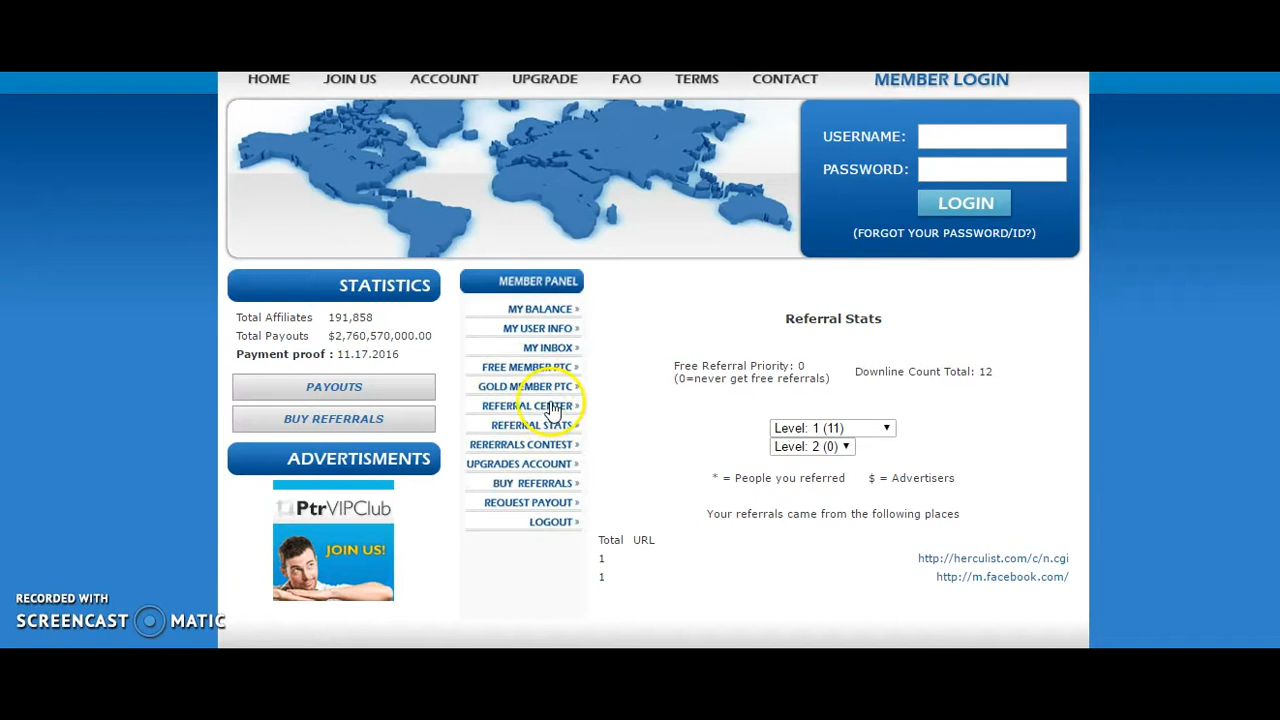 HOME JOIN US ACCOUNT UPGRADE FAQ TERMS CONTACT MEMBER LOGIN
USERNAME:
PASSWORD:
LOGIN
(FORGOT YOUR PASSWORD/ID?)
STATISTICS
Total Affiliates 191,858
Total Payouts $2,760,570,000.00
Payment proof : 11.17.2016
PAYOUTS
BUY REFERRALS
ADVERTISMENTS
PtrVIPClub
JOIN US!
MEMBER PANEL
MY BALANCE »
MY USER INFO »
MY INBOX »
FREE MEMBER PTC »
GOLD MEMBER PTC »
REFERRAL CENTER »
REFERRAL STATS »
RERERRALS CONTEST »
UPGRADES ACCOUNT »
BUY REFERRALS »
REQUEST PAYOUT »
LOGOUT »
Referral Stats
Free Referral Priority: 0
(0=never get free referrals)
Downline Count Total: 12
Level: 1 (11)
Level: 2 (0)
* = People you referred $ = Advertisers
Your referrals came from the following places
Total URL
1 http://herculist.com/c/n.cgi
1 http://m.facebook.com/
RECORDED WITH
SCREENCAST MATIC